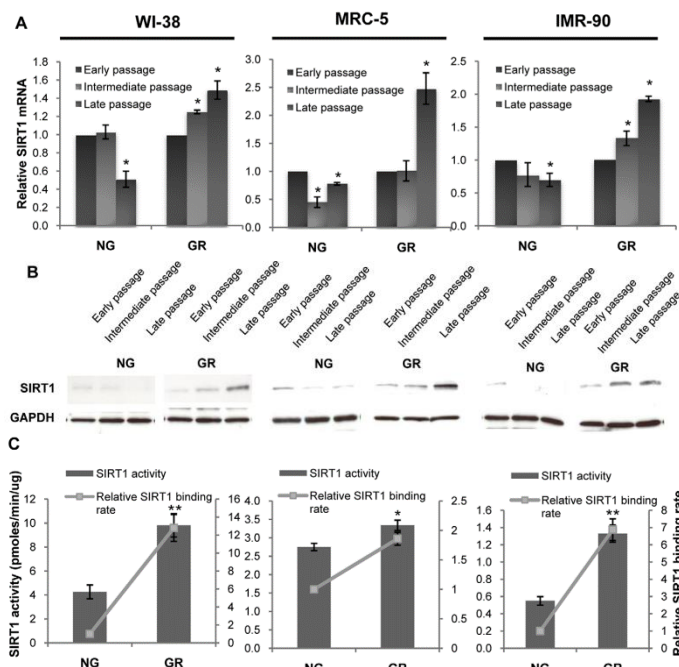 WI-38
MRC-5
IMR-90
A
Relative SIRT1 mRNA
1.8
1.6
1.4
1.2
1.0
0.8
0.6
0.4
0.2
0.0
Early passage
Intermediate passage
Late passage
*
*
*
NG
GR
3.0
2.5
2.0
1.5
1.0
0.5
0.0
Early passage
Intermediate passage
Late passage
*
*
*
NG
GR
2.5
2.0
1.5
1.0
0.5
0.0
Early passage
Intermediate passage
Late passage
*
*
*
NG
GR
B
Early passage
Intermediate passage
Late passage
Early passage
Intermediate passage
Late passage
Early passage
Intermediate passage
Late passage
Early passage
Intermediate passage
Late passage
Early passage
Intermediate passage
Late passage
Early passage
Intermediate passage
Late passage
NG
GR
NG
GR
NG
GR
SIRT1
GAPDH
C
SIRT1 activity (pmoles/min/ug)
SIRT1 activity
Relative SIRT1 binding
rate
12
10
8
6
4
2
0
**
16
14
12
10
8
6
4
2
0
NG
GR
SIRT1 activity
Relative SIRT1 binding
rate
4.0
3.5
3.0
2.5
2.0
1.5
1.0
0.5
0.0
*
2.5
2
1.5
1
0.5
0
NG
GR
SIRT1 activity
Relative SIRT1 binding
rate
1.6
1.4
1.2
1.0
0.8
0.6
0.4
0.2
0.0
**
8
7
6
5
4
3
2
1
0
NG
GR
Relative SIRT1 binding rate